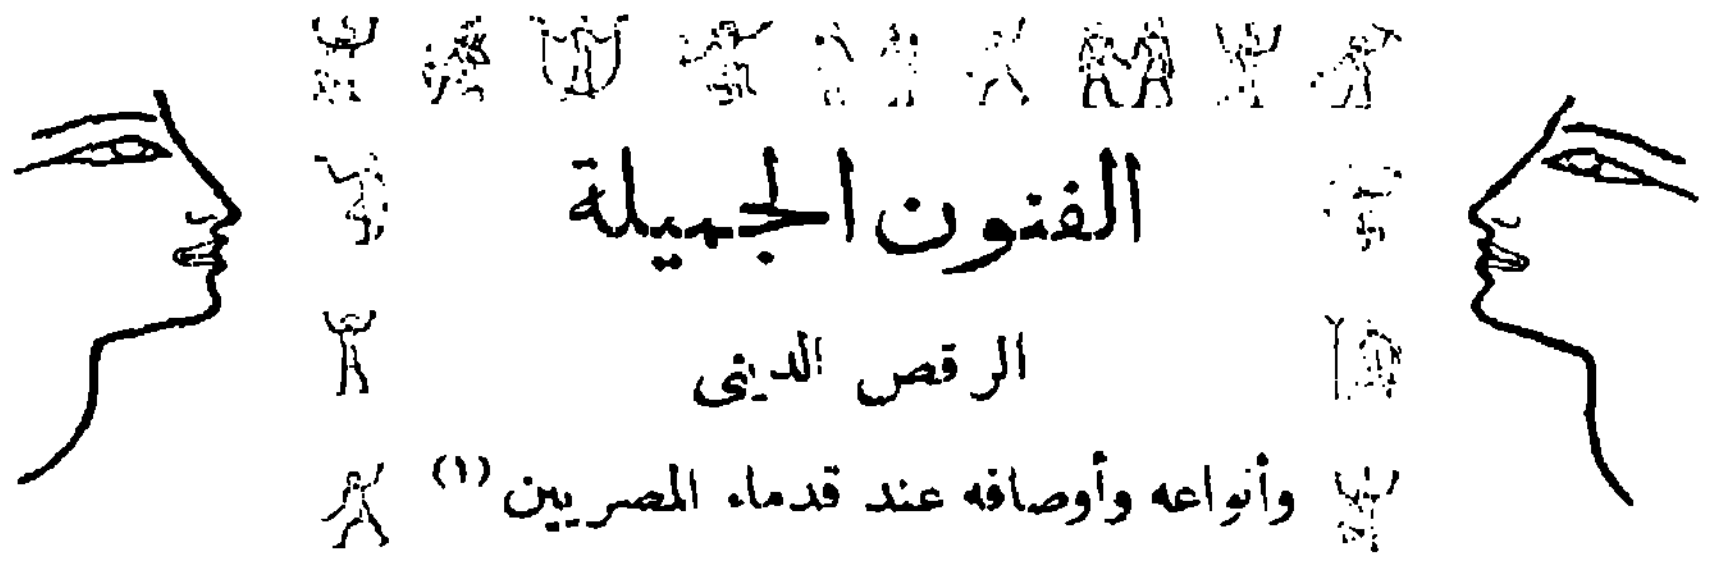 الفنون الجميلة
الرقص الدينى
وأنواعه وأوصافه عند قدماء المصريين (١)